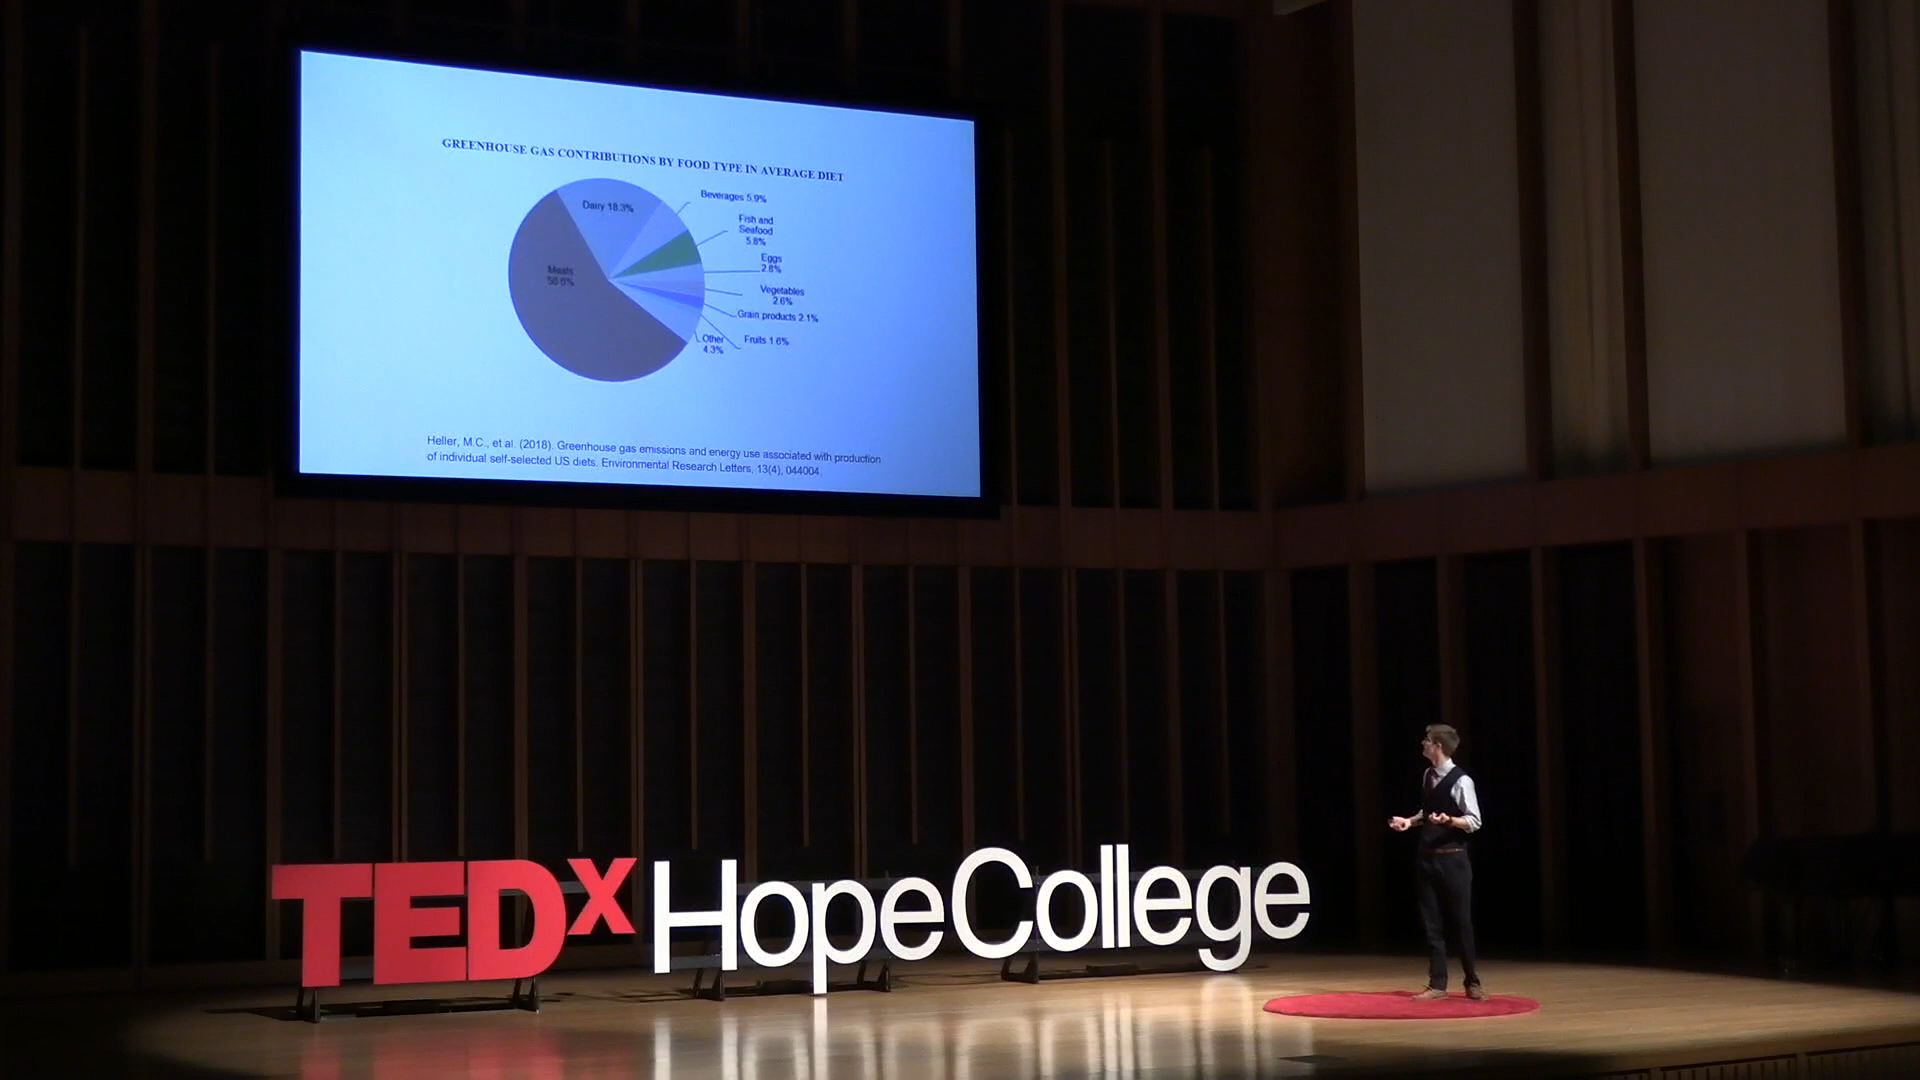 GREENHOUSE GAS CONTRIBUTIONS BY FOOD TYPE IN AVERAGE DIET
Dairy 18.3%
Beverages 5.9%
Fish and
Seafood
5.8%
Meats
56.6%
Eggs
2.8%
Vegetables
2.6%
Grain products 2.1%
Fruits 1.6%
Other
4.3%
Heller, M.C., et al. (2018). Greenhouse gas emissions and energy use associated with production
of individual self-selected US diets. Environmental Research Letters, 13(4), 044004.
TEDx HopeCollege